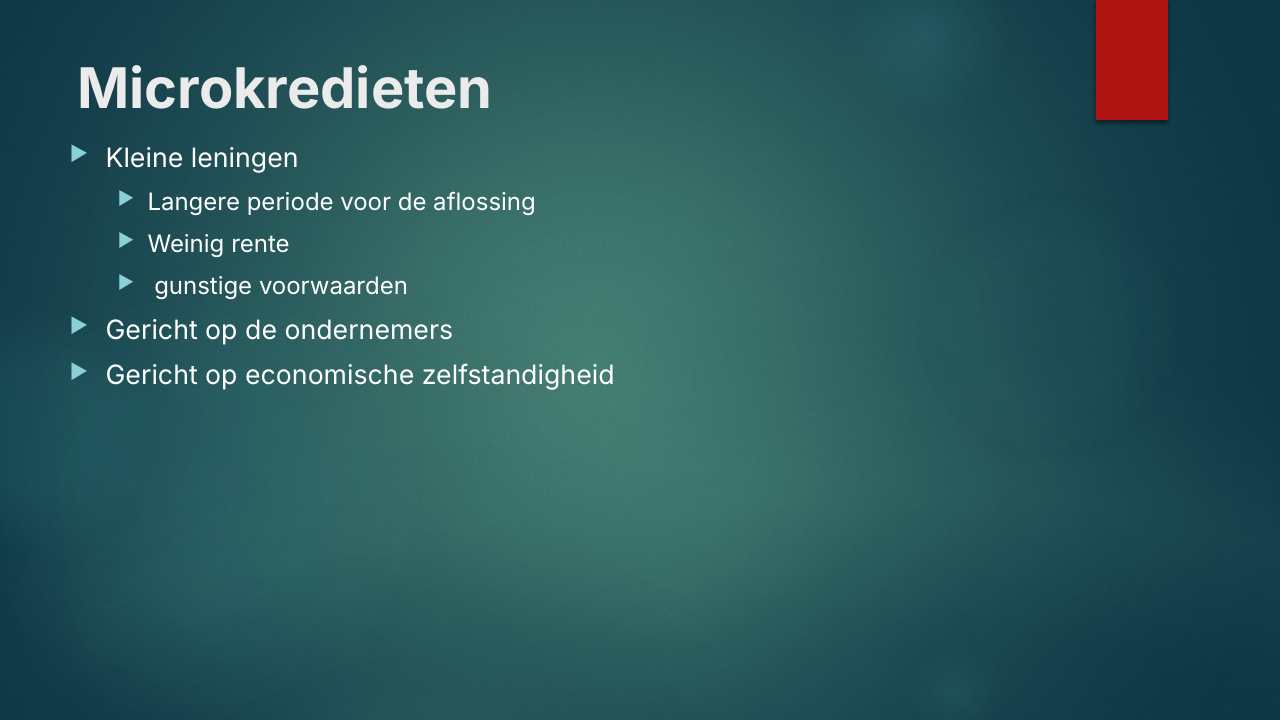 Microkredieten
Kleine leningen
Langere periode voor de aflossing
Weinig rente
gunstige voorwaarden
Gericht op de ondernemers
Gericht op economische zelfstandigheid